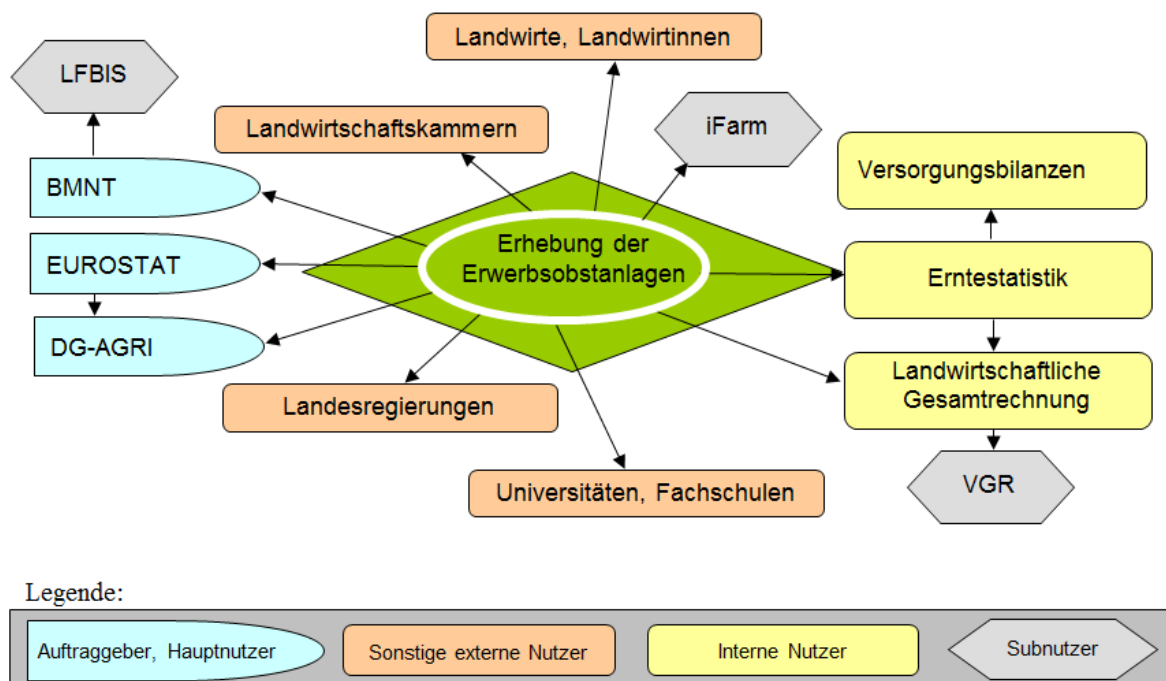 Landwirte, Landwirtinnen
LFBIS
Landwirtschaftskammern
iFarm
BMNT
Versorgungsbilanzen
EUROSTAT
Erhebung der
Erwerbsobstanlagen
Erntestatistik
DG-AGRI
Landwirtschaftliche
Gesamtrechnung
Landesregierungen
Universitäten, Fachschulen
VGR
Legende:
Auftraggeber, Hauptnutzer
Sonstige externe Nutzer
Interne Nutzer
Subnutzer